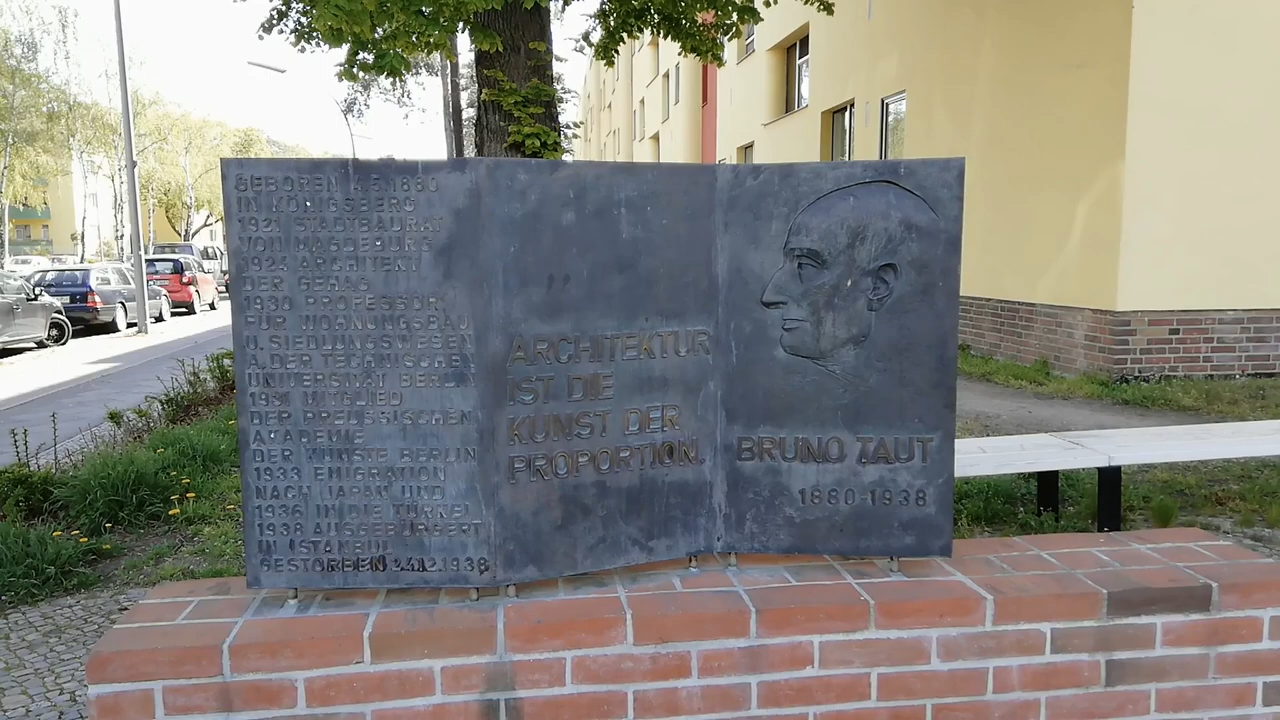 GEBOREN 4.5.1880
IN KÖNIGSBERG
1921 STADTBAURAT
VON MAGDEBURG
1924 ARCHITEKT
DER GEHAG
1930 PROFESSOR
FÜR WOHNUNGSBAU
U. SIEDLUNGSWESEN
A. DER TECHNISCHEN
UNIVERSITÄT BERLIN
1931 MITGLIED
DER PREUSSISCHEN
AKADEMIE
DER KÜNSTE BERLIN
1933 EMIGRATION
NACH JAPAN UND
1936 IN DIE TÜRKEI
1938 AUSGEBÜRGERT
IN ISTANBUL
GESTORBEN 24.12.1938
ARCHITEKTUR
IST DIE
KUNST DER
PROPORTION.
BRUNO TAUT
1880-1938